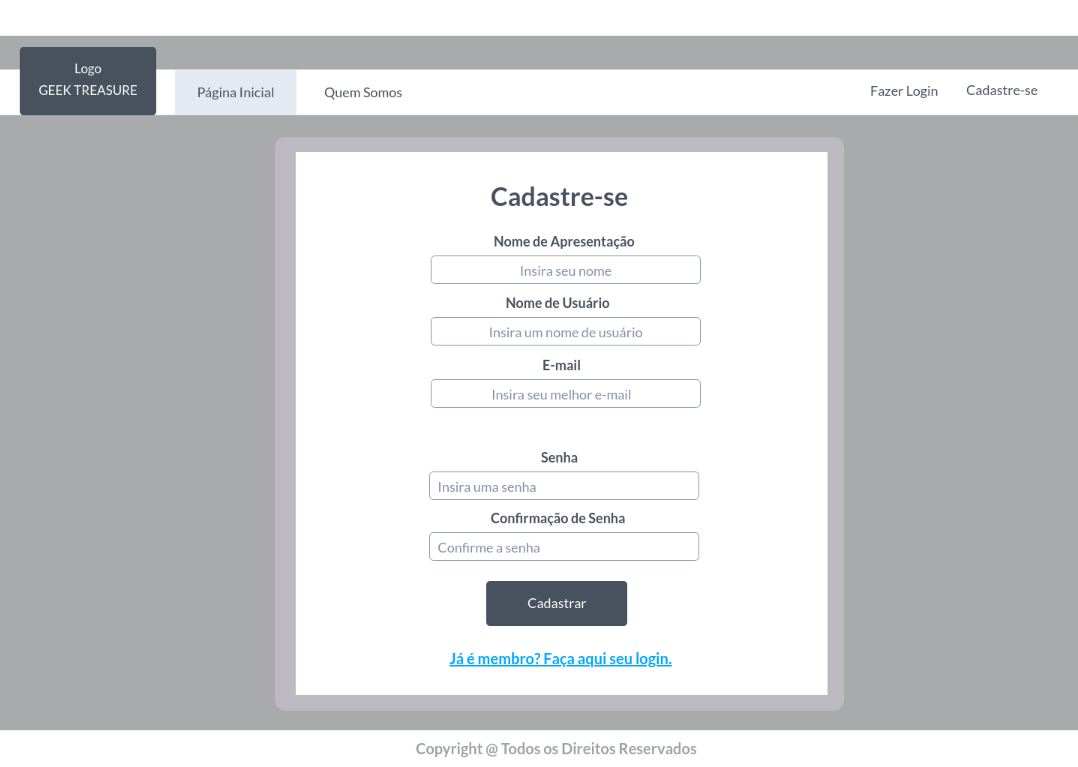 Logo
GEEK TREASURE
Página Inicial
Quem Somos
Fazer Login
Cadastre-se
Cadastre-se
Nome de Apresentação
Insira seu nome
Nome de Usuário
Insira um nome de usuário
E-mail
Insira seu melhor e-mail
Senha
Insira uma senha
Confirmação de Senha
Confirme a senha
Cadastrar
Já é membro? Faça aqui seu login.
Copyright @ Todos os Direitos Reservados